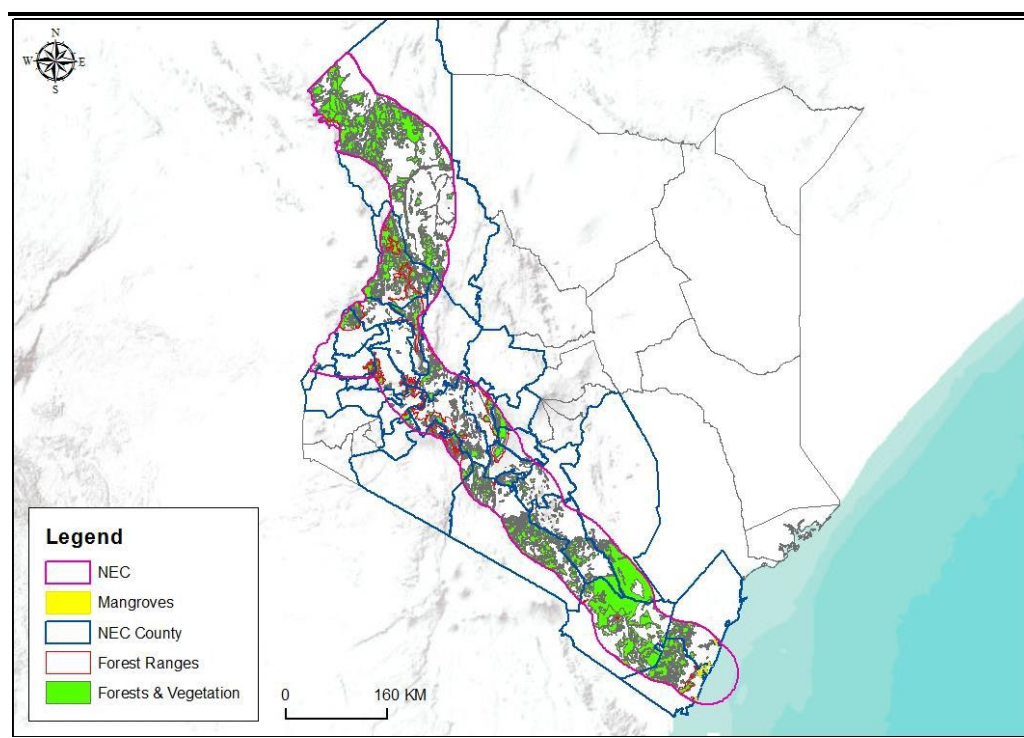 N
W E
S
Legend
NEC
Mangroves
NEC County
Forest Ranges
Forests & Vegetation
0 160 KM